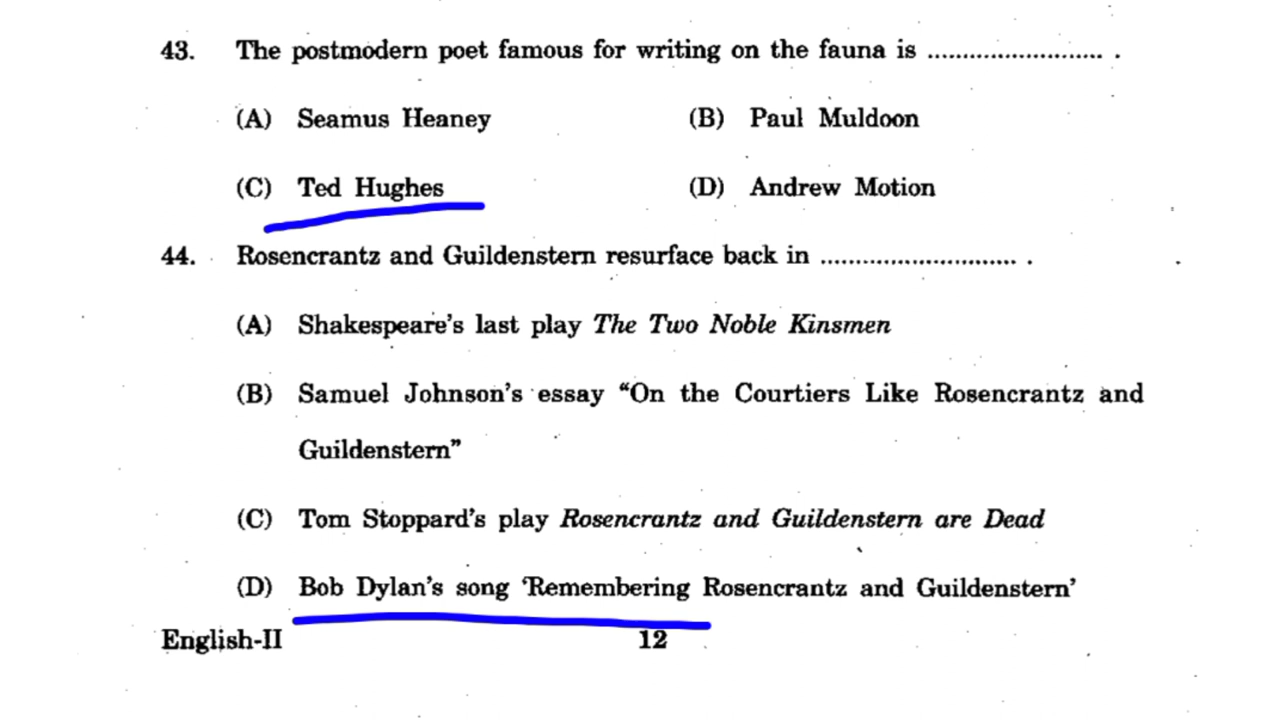 43. The postmodern poet famous for writing on the fauna is ......................... .
(A) Seamus Heaney (B) Paul Muldoon
(C) Ted Hughes (D) Andrew Motion
44. Rosencrantz and Guildenstern resurface back in ............................ .
(A) Shakespeare's last play The Two Noble Kinsmen
(B) Samuel Johnson's essay “On the Courtiers Like Rosencrantz and
Guildenstern”
(C) Tom Stoppard's play Rosencrantz and Guildenstern are Dead
(D) Bob Dylan's song ‘Remembering Rosencrantz and Guildenstern’
English-II 12